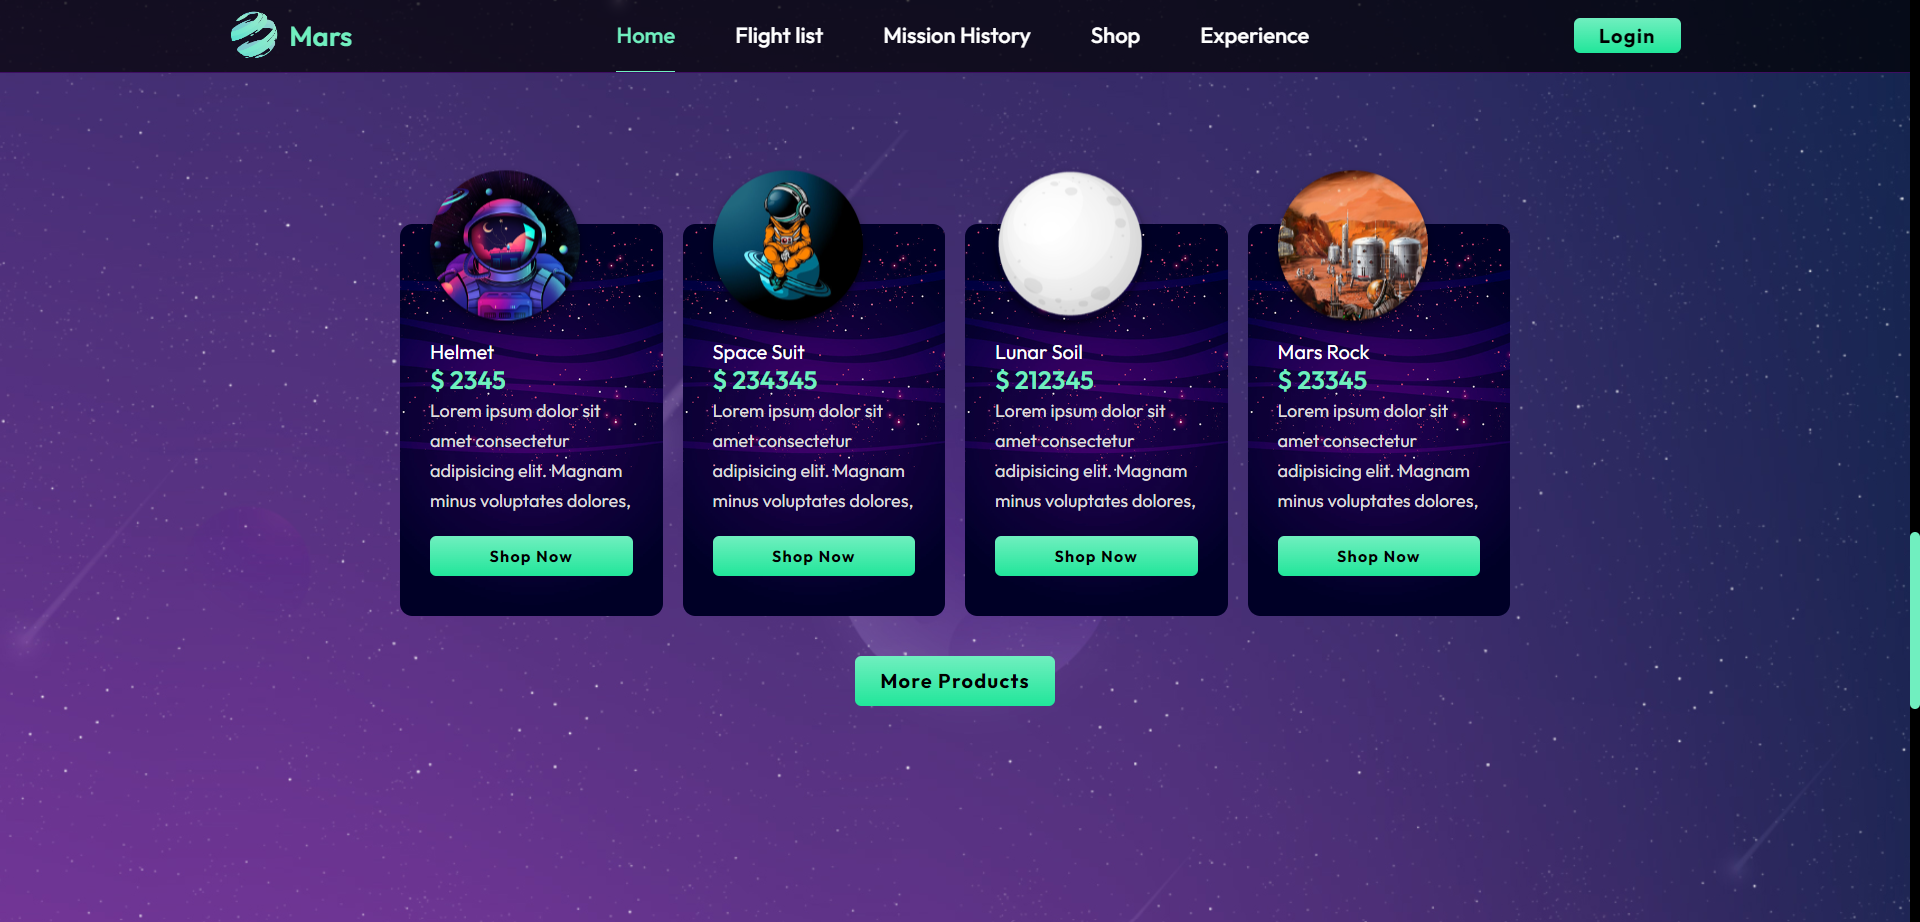 Mars
Home
Flight list
Mission History
Shop
Experience
Login
Helmet
$ 2345
Lorem ipsum dolor sit
amet consectetur
adipisicing elit. Magnam
minus voluptates dolores,
Shop Now
Space Suit
$ 234345
Lorem ipsum dolor sit
amet consectetur
adipisicing elit. Magnam
minus voluptates dolores,
Shop Now
Lunar Soil
$ 212345
Lorem ipsum dolor sit
amet consectetur
adipisicing elit. Magnam
minus voluptates dolores,
Shop Now
Mars Rock
$ 23345
Lorem ipsum dolor sit
amet consectetur
adipisicing elit. Magnam
minus voluptates dolores,
Shop Now
More Products